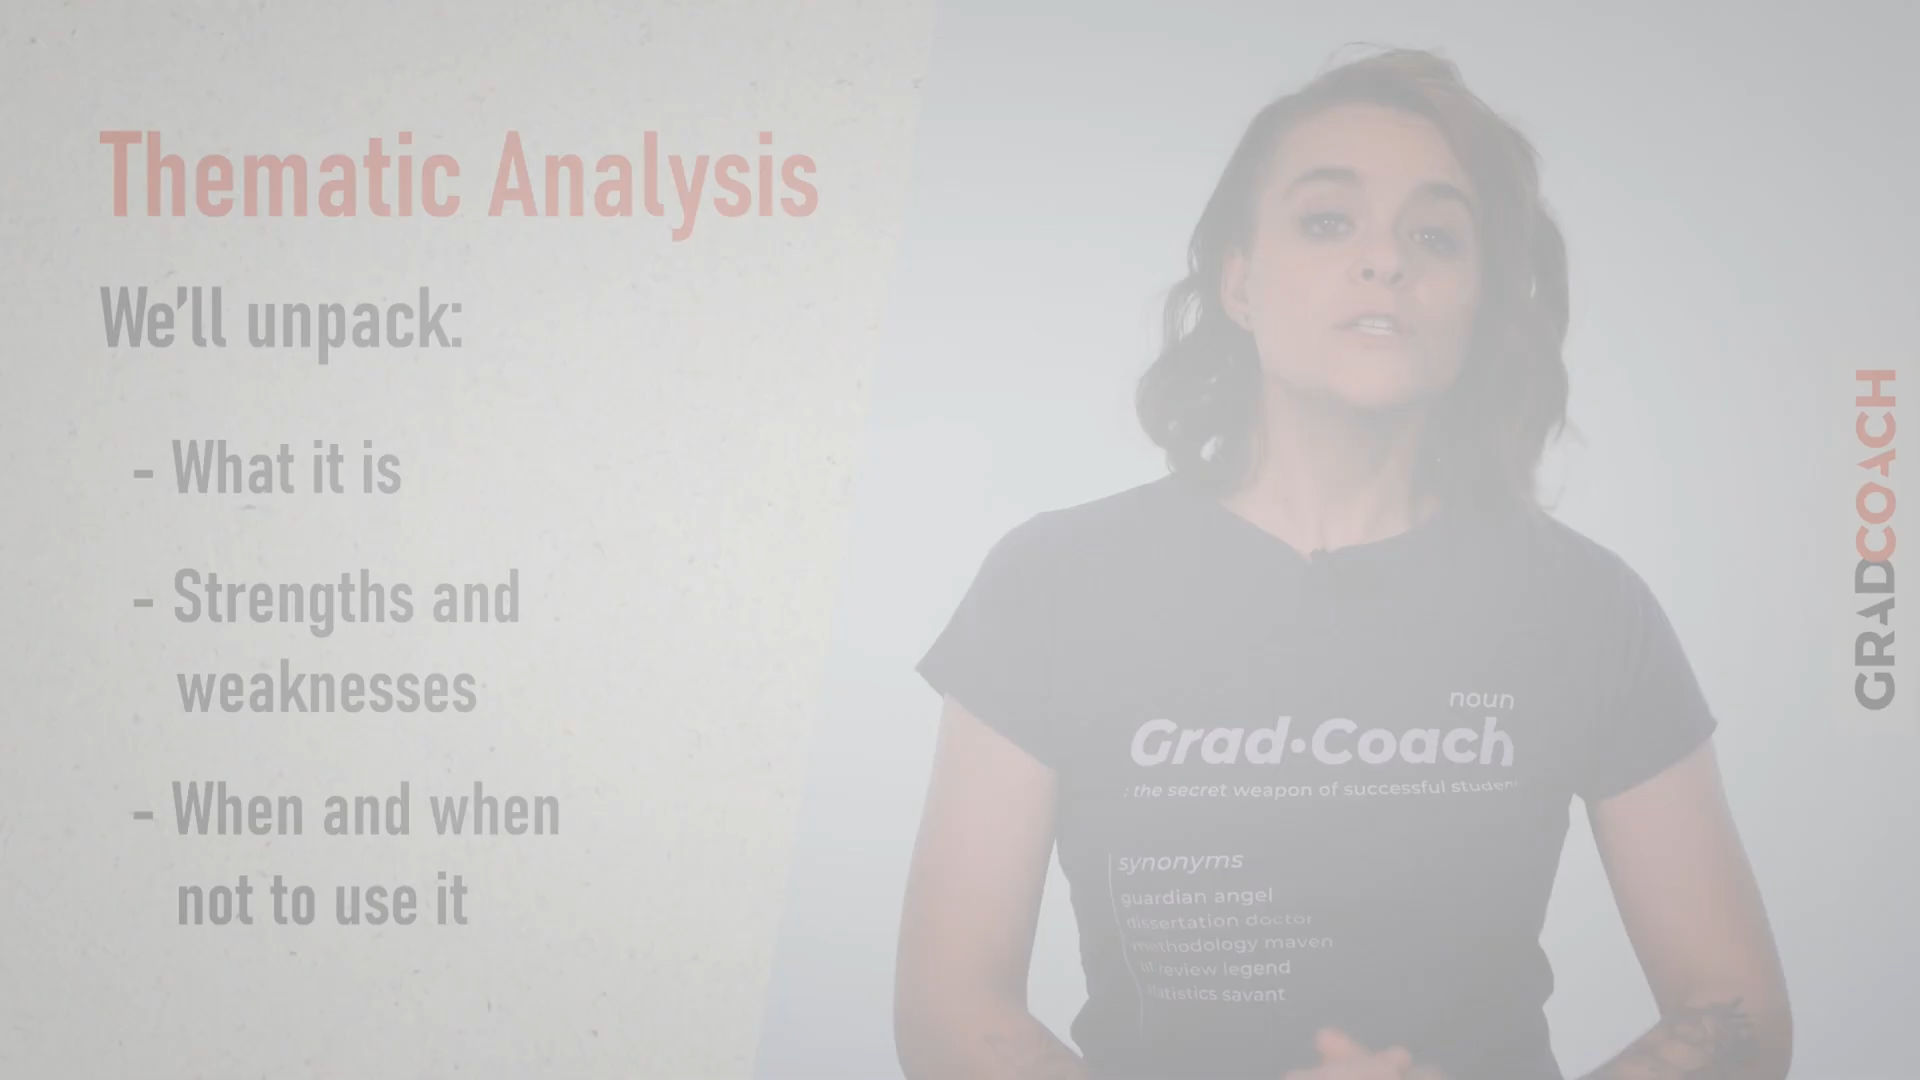 Thematic Analysis
We'll unpack:
- What it is
- Strengths and
weaknesses
- When and when
not to use it
noun
Grad•Coach
: the secret weapon of successful
synonyms
guardian angel
dissertation doctor
methodology maven
lit review legend
statistics savant
GRADCOACH